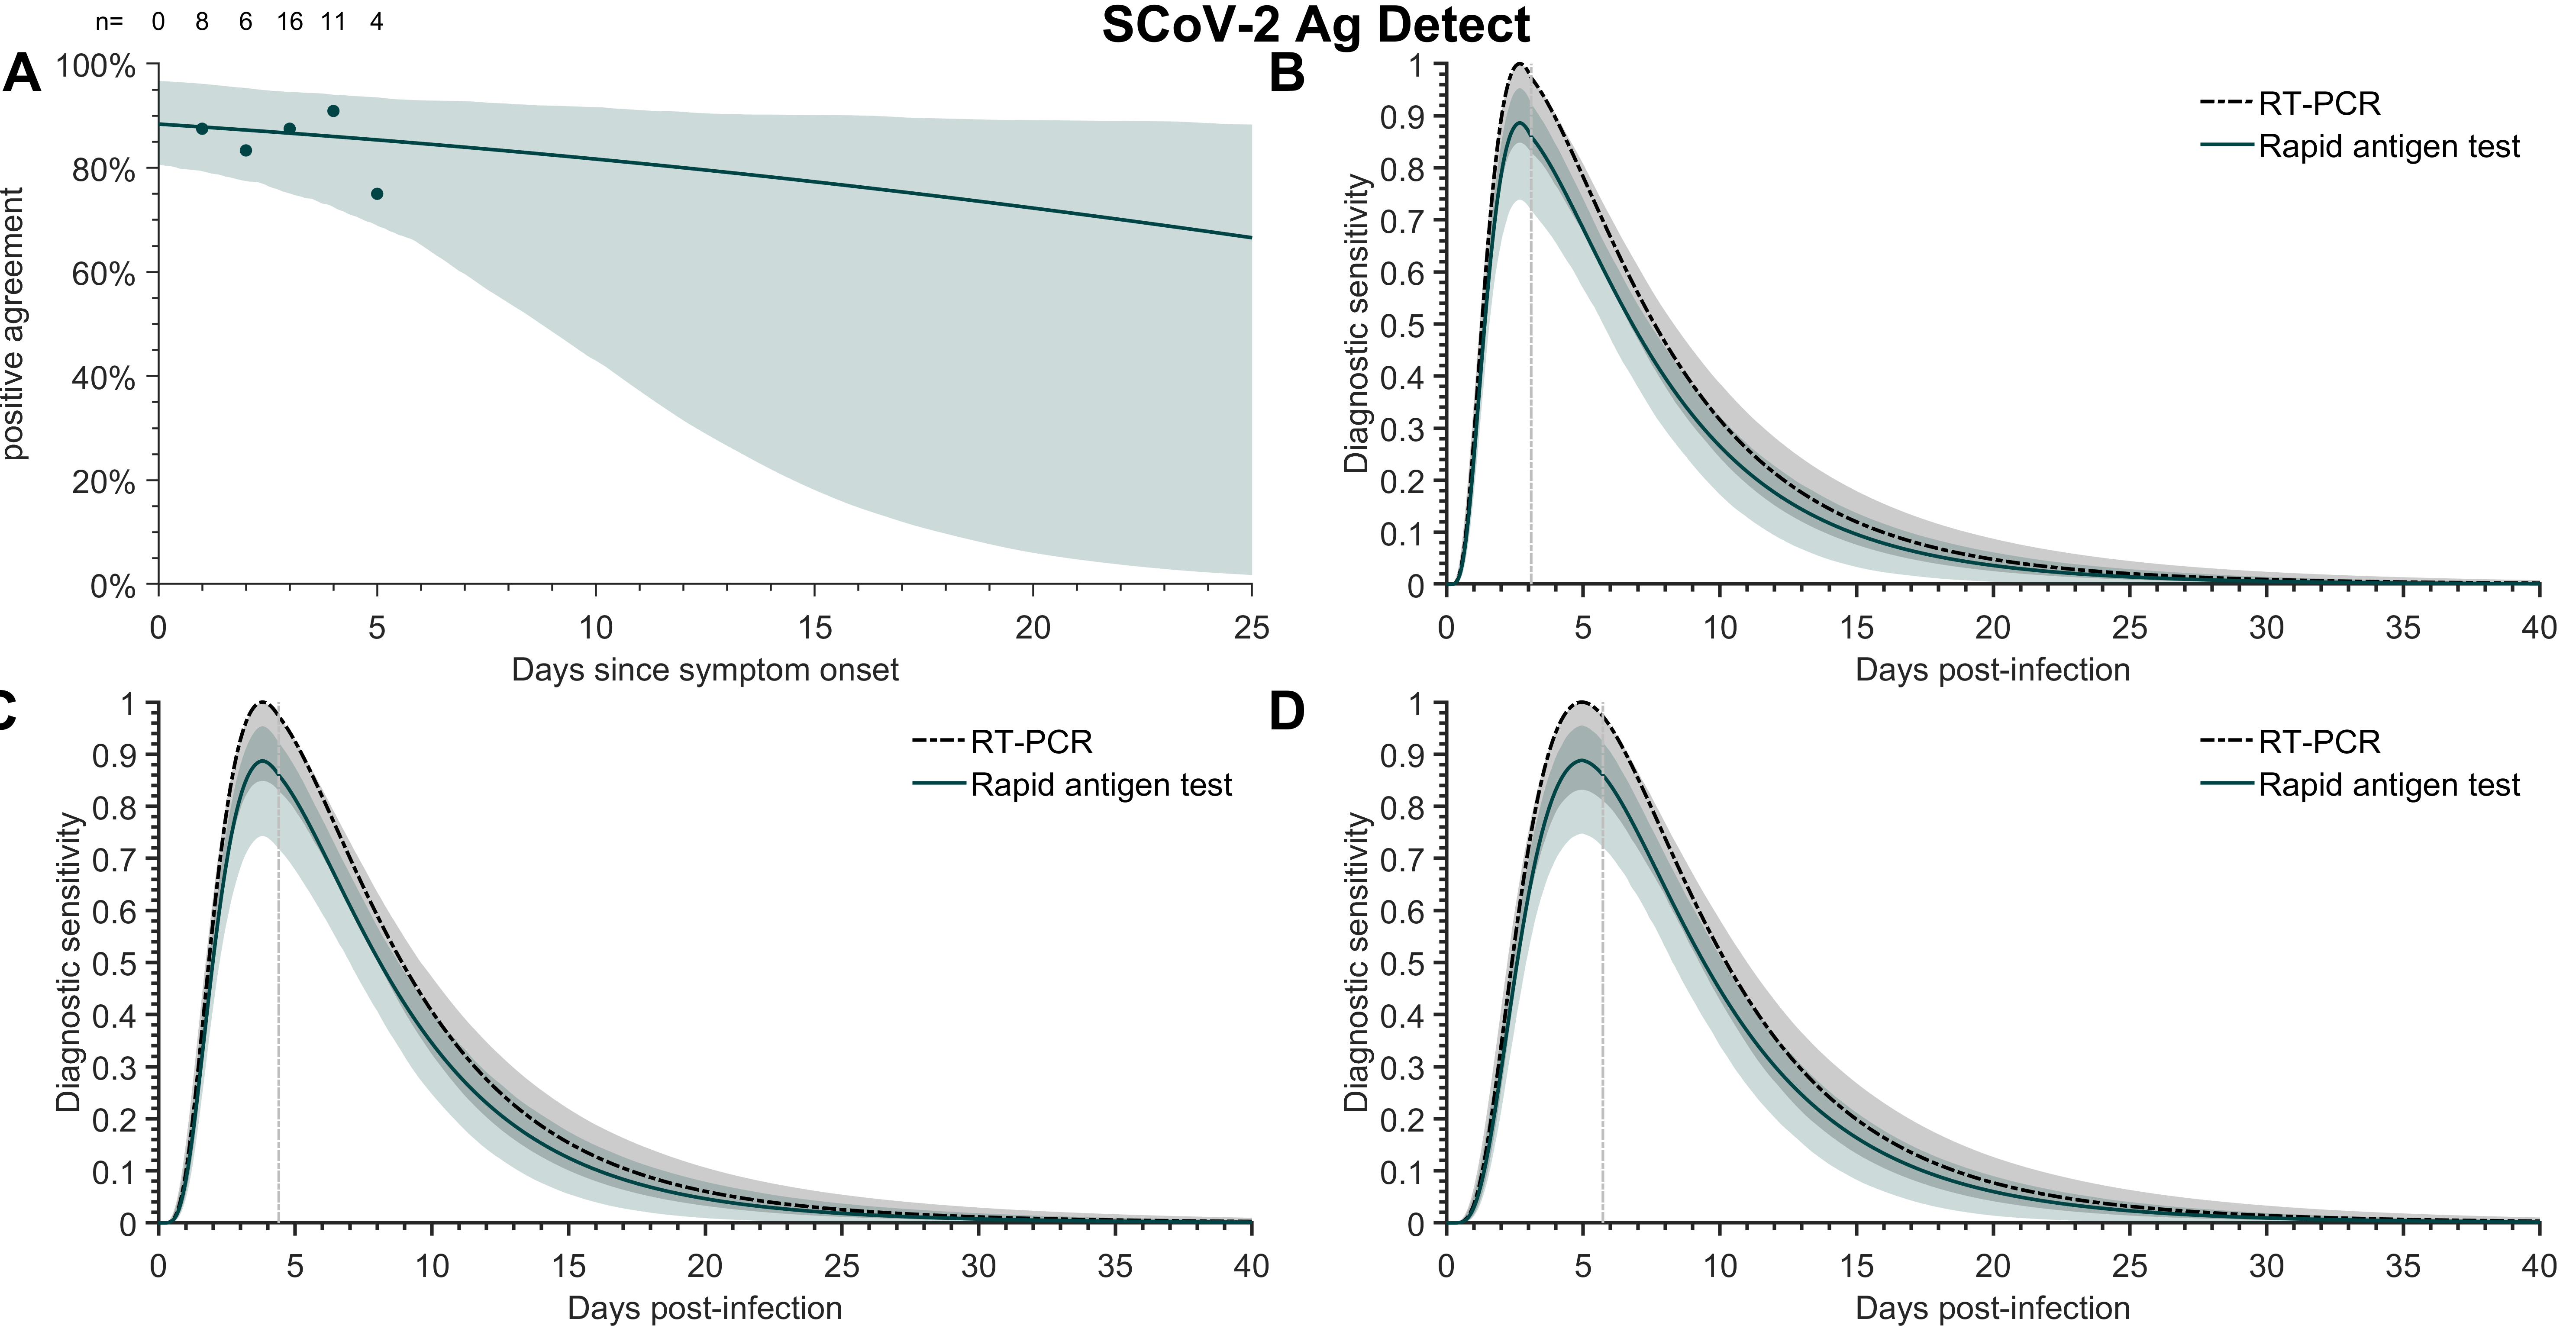 SCoV-2 Ag Detect
n= 0 8 6 16 11 4
A
100%
80%
60%
40%
20%
0%
positive agreement
0 5 10 15 20 25
Days since symptom onset
B
1
0.9
0.8
0.7
0.6
0.5
0.4
0.3
0.2
0.1
0
Diagnostic sensitivity
RT-PCR
Rapid antigen test
0 5 10 15 20 25 30 35 40
Days post-infection
C
1
0.9
0.8
0.7
0.6
0.5
0.4
0.3
0.2
0.1
0
Diagnostic sensitivity
RT-PCR
Rapid antigen test
0 5 10 15 20 25 30 35 40
Days post-infection
D
1
0.9
0.8
0.7
0.6
0.5
0.4
0.3
0.2
0.1
0
Diagnostic sensitivity
RT-PCR
Rapid antigen test
0 5 10 15 20 25 30 35 40
Days post-infection